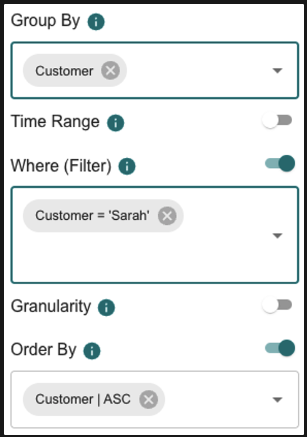 Group By
Customer
Time Range
Where (Filter)
Customer = 'Sarah'
Granularity
Order By
Customer | ASC